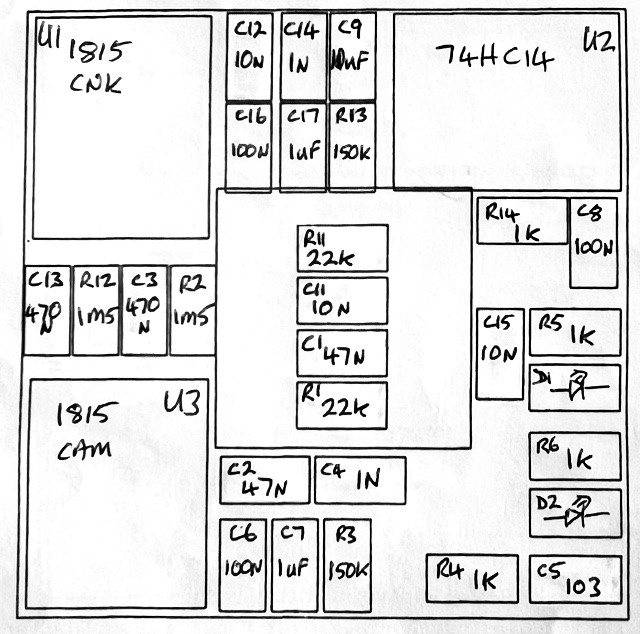 U1 1815
CNK
C12
10N
C14
1N
C9
10uF
74HC14 U2
C16
100N
C17
1uF
R13
150K
R14
1K
C8
100N
R11
22K
C11
10N
C1
47N
R1
22K
C13
470
N
R12
1M5
C3
470
N
R2
1M5
C15
10N
R5
1K
D1
1815 U3
CAM
R6
1K
D2
C2
47N
C4 1N
C6
100N
C7
1uF
R3
150K
R4 1K
C5
103